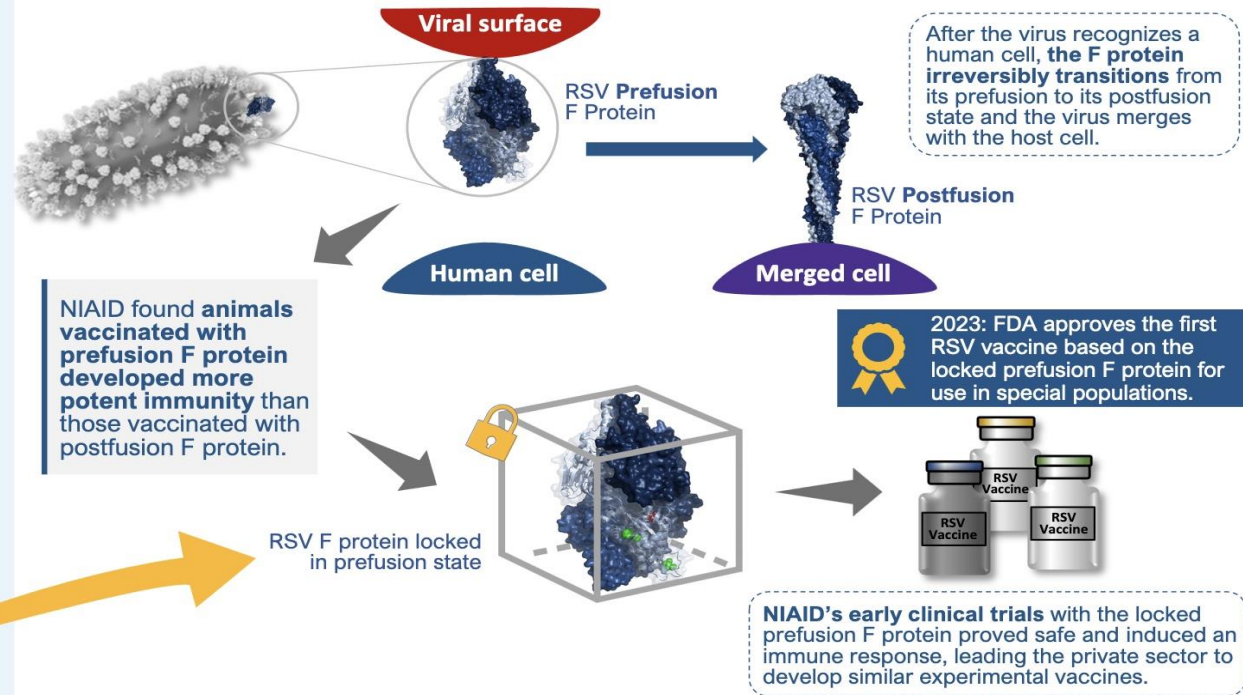 Viral surface
RSV Prefusion
F Protein
After the virus recognizes a
human cell, the F protein
irreversibly transitions from
its prefusion to its postfusion
state and the virus merges
with the host cell.
RSV Postfusion
F Protein
Human cell
Merged cell
NIAID found animals
vaccinated with
prefusion F protein
developed more
potent immunity than
those vaccinated with
postfusion F protein.
2023: FDA approves the first
RSV vaccine based on the
locked prefusion F protein for
use in special populations.
RSV F protein locked
in prefusion state
RSV
Vaccine
RSV
Vaccine
RSV
Vaccine
NIAID's early clinical trials with the locked
prefusion F protein proved safe and induced an
immune response, leading the private sector to
develop similar experimental vaccines.